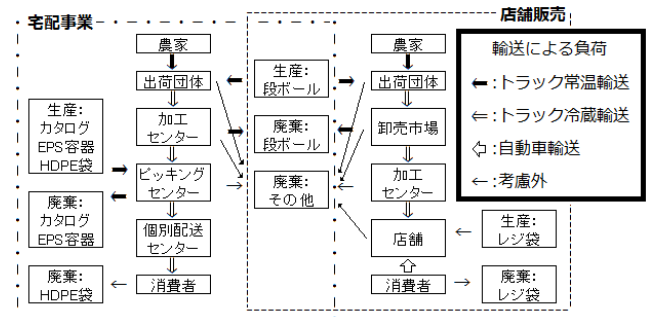 宅配事業
店舗販売
農家
出荷団体
加工
センター
ピッキング
センター
個別配送
センター
消費者
生産:
カタログ
EPS容器
HDPE袋
廃棄:
カタログ
EPS容器
廃棄:
HDPE袋
生産:
段ボール
廃棄:
段ボール
廃棄:
その他
農家
出荷団体
卸売市場
加工
センター
店舗
消費者
生産:
レジ袋
廃棄:
レジ袋
輸送による負荷
←:トラック常温輸送
⇐:トラック冷蔵輸送
⇧:自動車輸送
←:考慮外